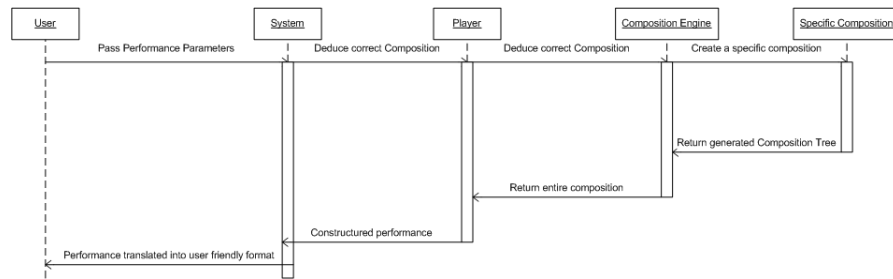 User
System
Player
Composition Engine
Specific Composition
Pass Performance Parameters
Deduce correct Composition
Deduce correct Composition
Create a specific composition
Return generated Composition Tree
Return entire composition
Constructured performance
Performance translated into user friendly format